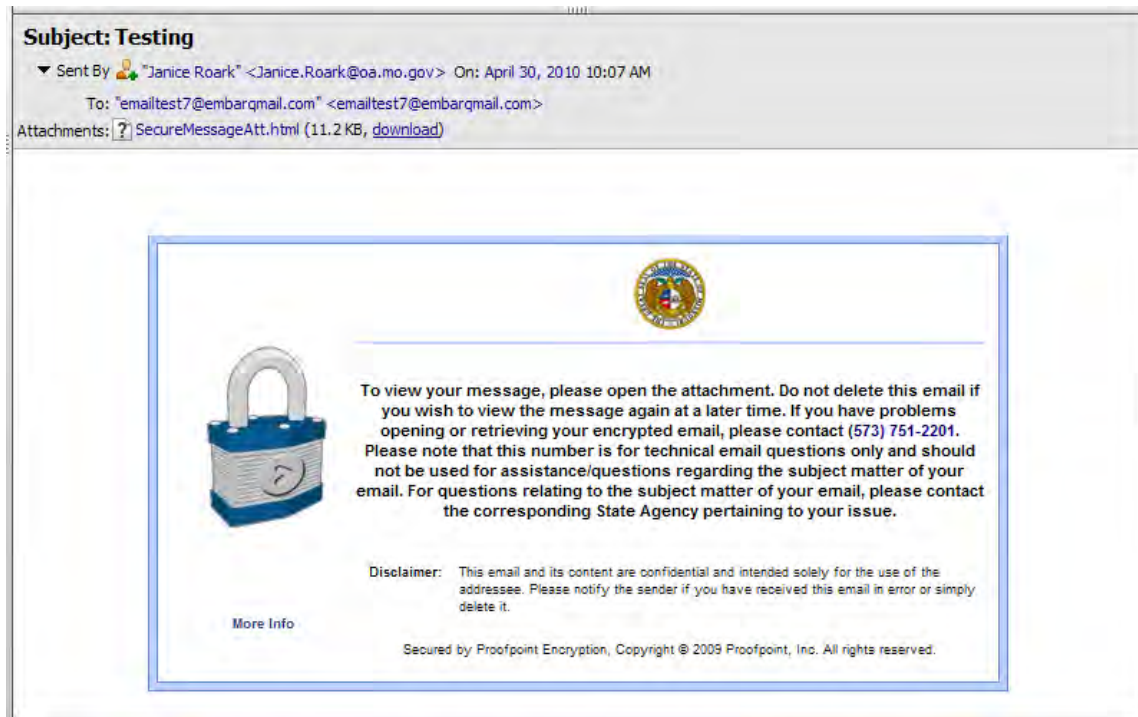 Subject: Testing
Sent By "Janice Roark" <Janice.Roark@oa.mo.gov> On: April 30, 2010 10:07 AM
To: "emailtest7@embarqmail.com" <emailtest7@embarqmail.com>
Attachments: ? SecureMessageAtt.html (11.2 KB, download)
To view your message, please open the attachment. Do not delete this email if
you wish to view the message again at a later time. If you have problems
opening or retrieving your encrypted email, please contact (573) 751-2201.
Please note that this number is for technical email questions only and should
not be used for assistance/questions regarding the subject matter of your
email. For questions relating to the subject matter of your email, please contact
the corresponding State Agency pertaining to your issue.
Disclaimer: This email and its content are confidential and intended solely for the use of the
addressee. Please notify the sender if you have received this email in error or simply
delete it.
More Info
Secured by Proofpoint Encryption, Copyright © 2009 Proofpoint, Inc. All rights reserved.